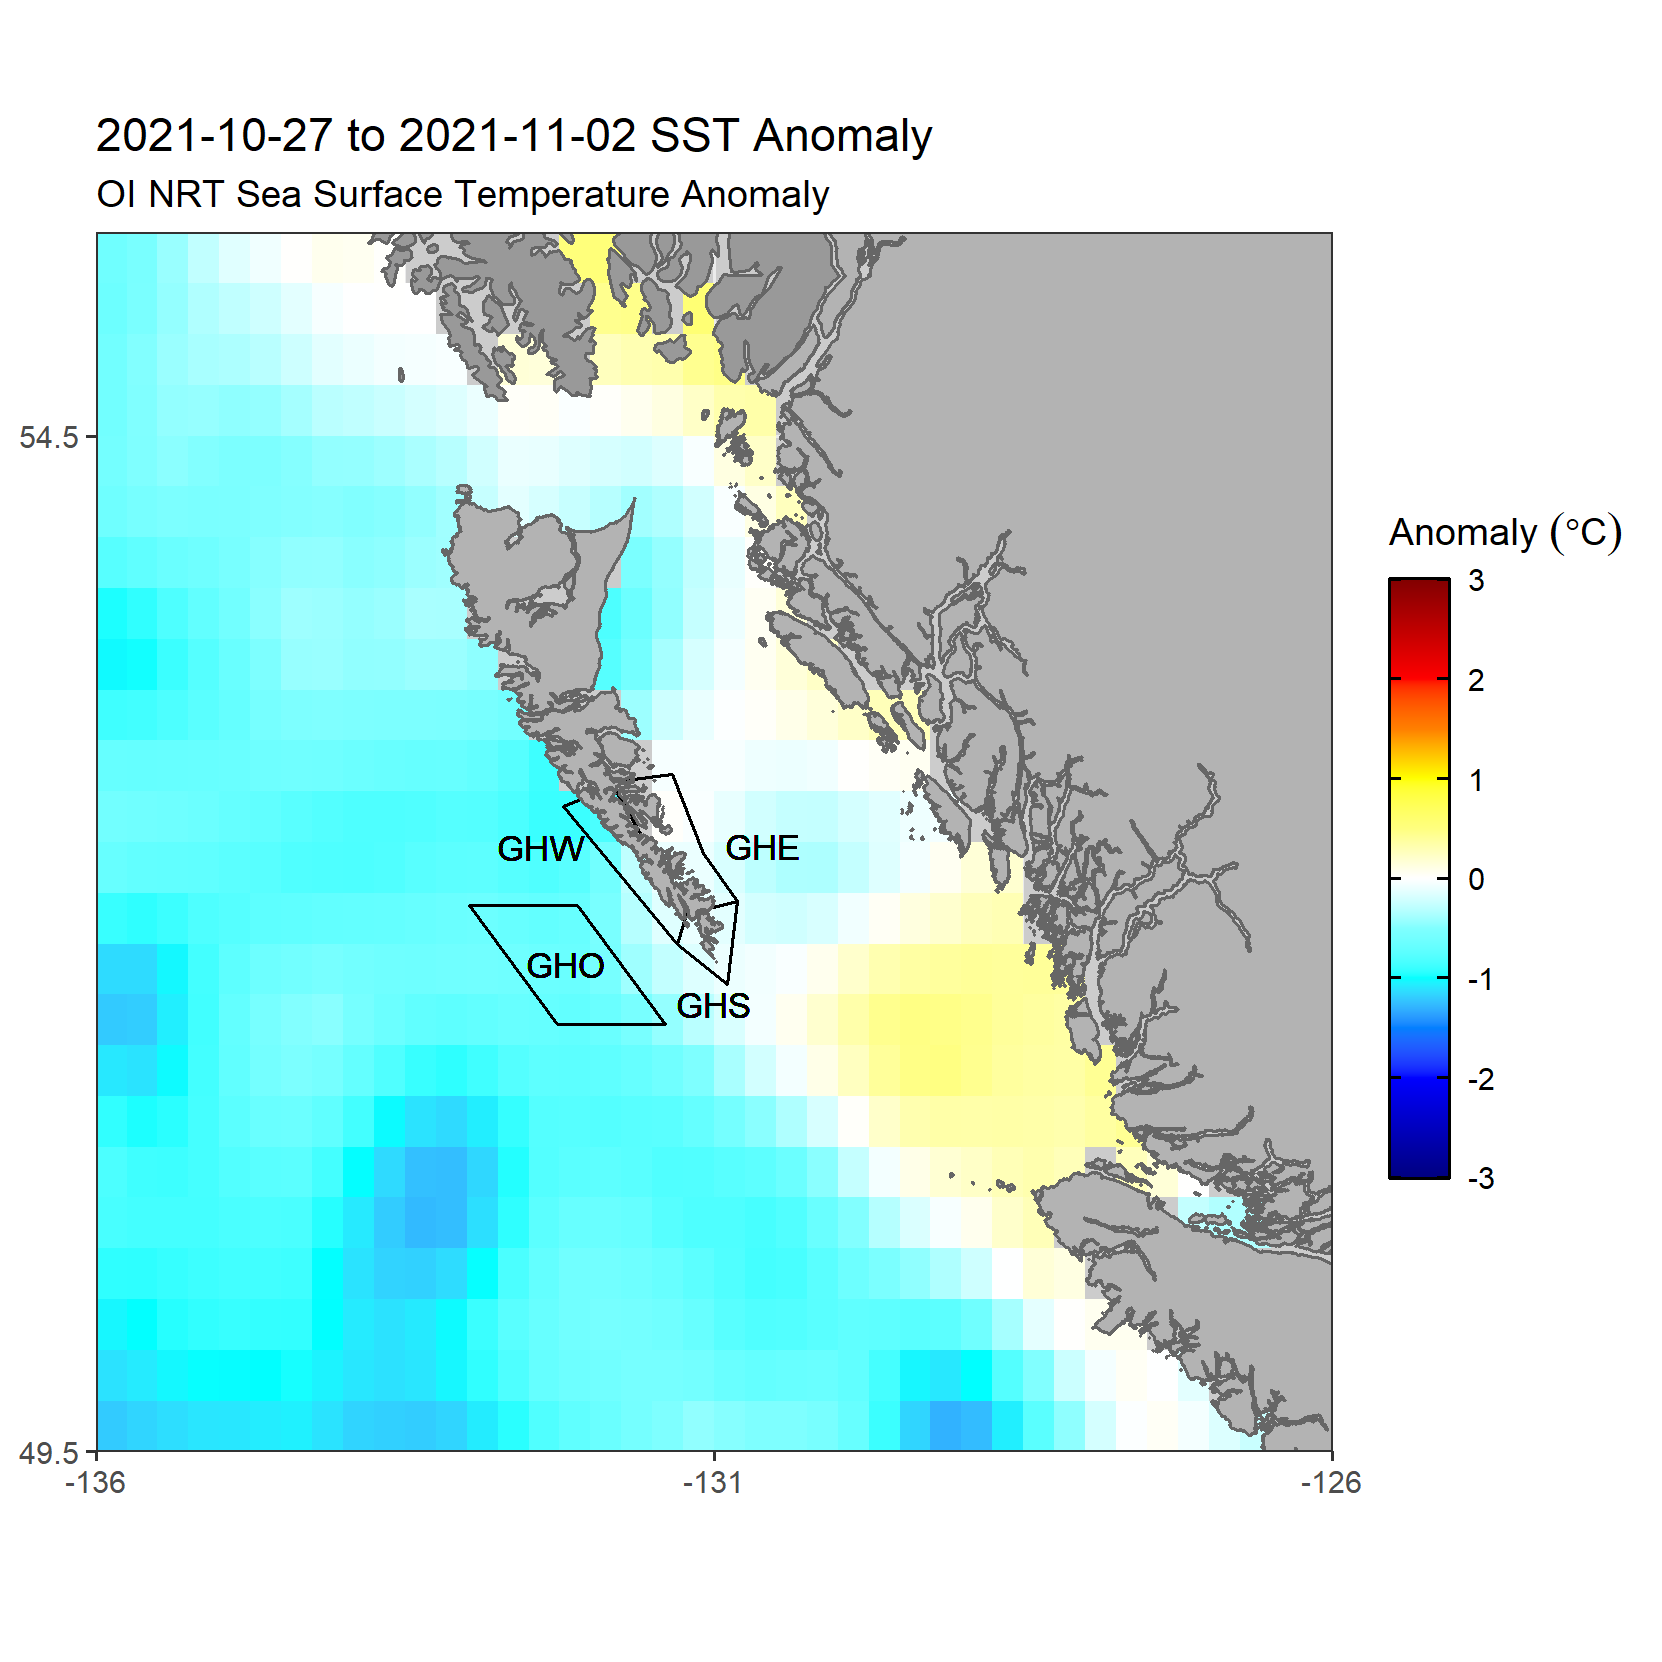 2021-10-27 to 2021-11-02 SST Anomaly
OI NRT Sea Surface Temperature Anomaly
54.5
49.5
-136
-131
-126
GHW
GHE
GHO
GHS
Anomaly (°C)
3
2
1
0
-1
-2
-3